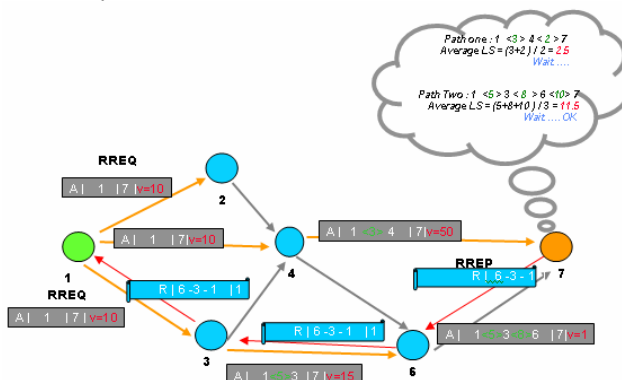 Path one : 1 <3> 4 < 2 > 7
Average LS = (3+2) / 2 = 2.5
Wait.....
Path Two : 1 <5> 3 < 8 > 6 <10> 7
Average LS = (5+8+10) / 3 = 11.5
Wait.....OK
RREQ
A | 1 | 7 |v=10
2
A | 1 | 7|v=10
A | 1 <3> 4 | 7 |v=50
1
4
7
RREQ
R | 6 -3 - 1 | 1
RREP
R | 6 -3 - 1
A | 1 | 7 |v=10
R | 6 -3 -1 | 1
A | 1 3 6 | 7 |v=1
3
6
A | 1 3 | 7 |v=15